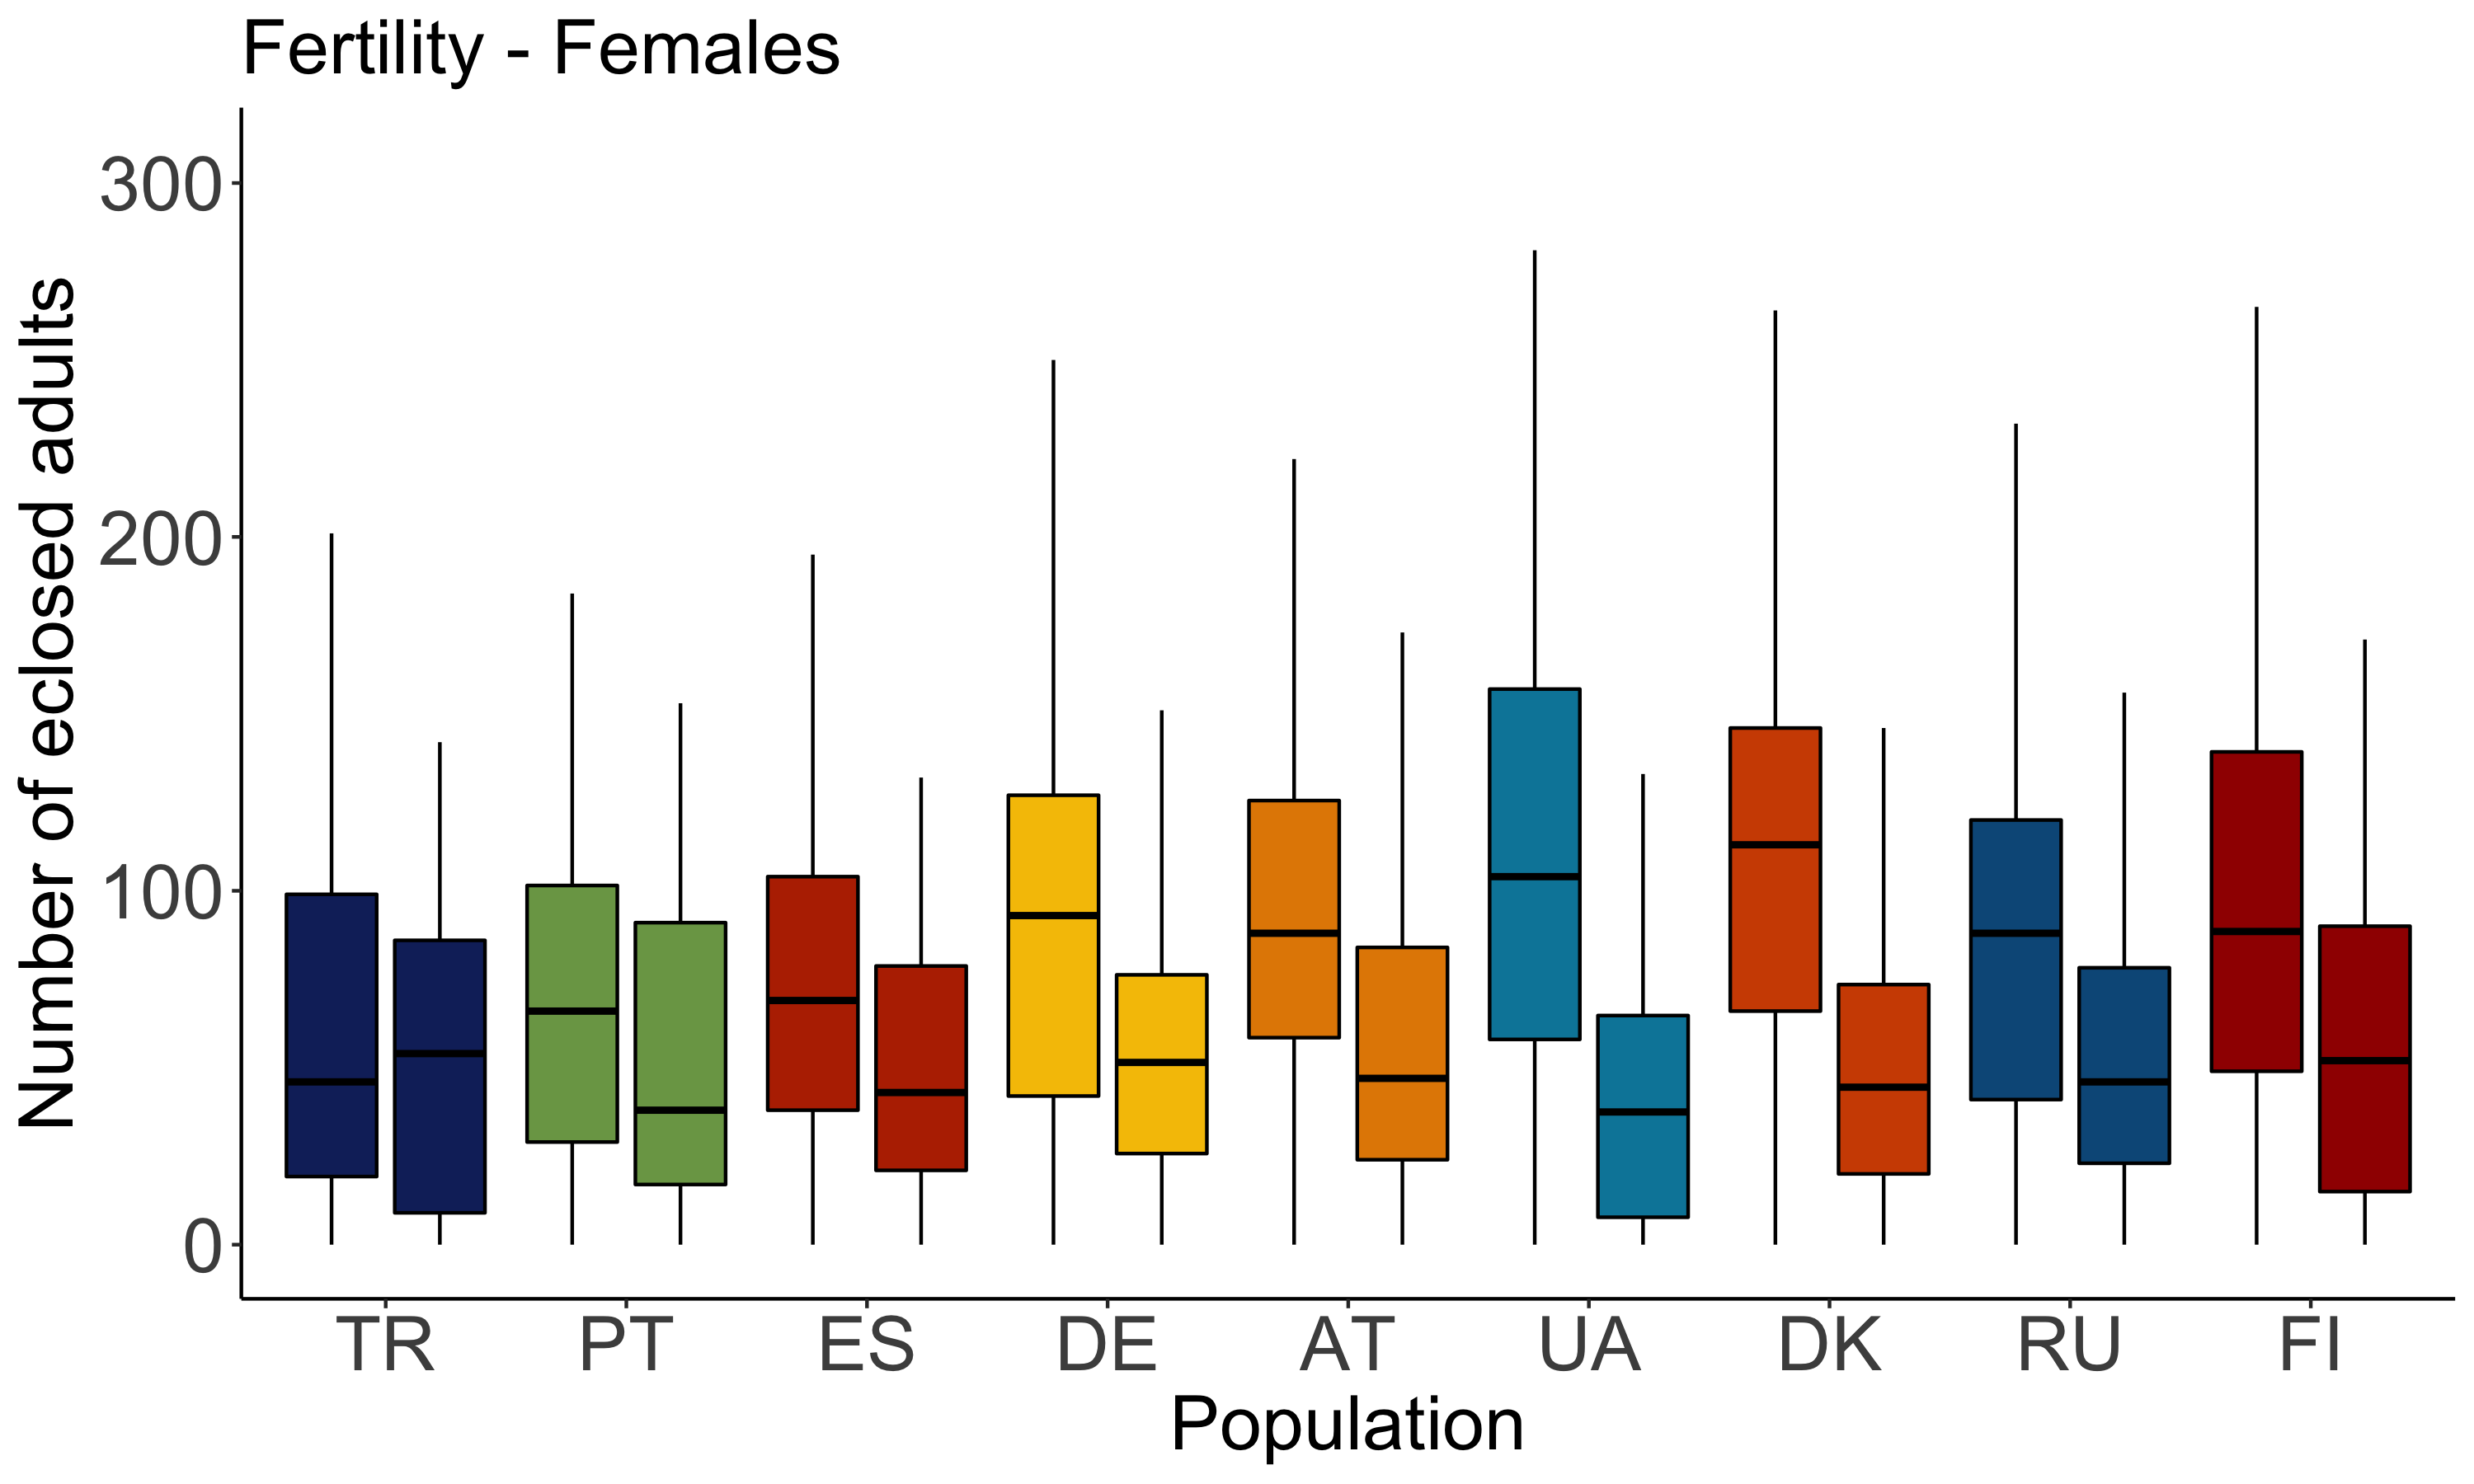 Fertility - Females
Number of eclosed adults
300
200
100
0
TR PT ES DE AT UA DK RU FI
Population